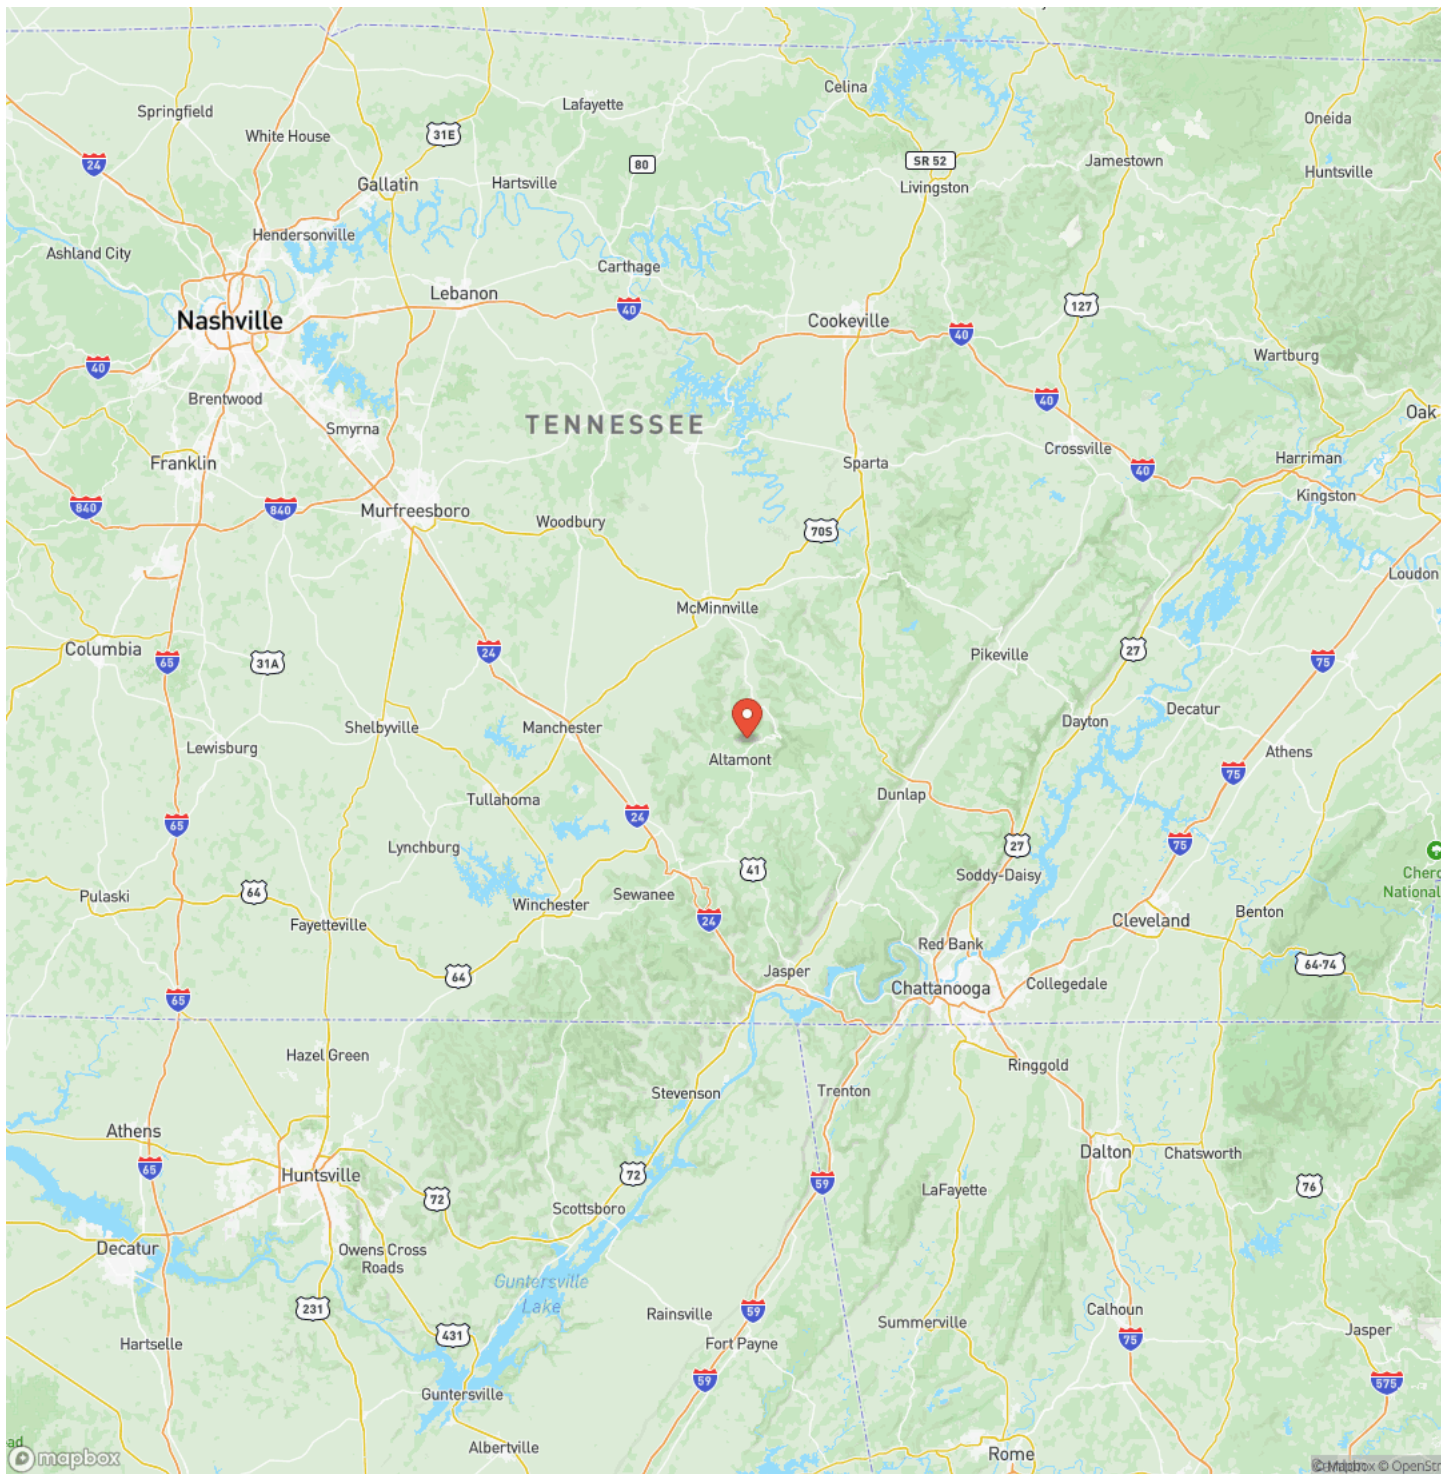 Celina
Springfield
Lafayette
Oneida
White House
31E
80
SR 52
Jamestown
24
Huntsville
Gallatin
Hartsville
Livingston
Hendersonville
Ashland City
Carthage
Lebanon
127
40
Nashville
Cookeville
40
Wartburg
40
Brentwood
40
Oak
TENNESSEE
Smyrna
Crossville
Franklin
Sparta
Harriman
40
Kingston
840
840
Murfreesboro
Woodbury
70S
Loudon
McMinnville
Columbia
31A
65
24
Pikeville
27
75
Decatur
Shelbyville
Manchester
Dayton
Lewisburg
Altamont
Athens
75
Tullahoma
Dunlap
65
24
Lynchburg
27
75
41
Soddy-Daisy
Cher
National
Pulaski
64
Sewanee
Winchester
Fayetteville
24
Cleveland
Benton
Red Bank
64
Jasper
64-74
Chattanooga
Collegedale
65
Hazel Green
Ringgold
Stevenson
Trenton
Athens
65
Dalton
Chatsworth
Huntsville
72
59
76
72
LaFayette
Scottsboro
Decatur
Owens Cross
Roads
Guntersville
Lake
231
59
Rainsville
Calhoun
431
Summerville
Jasper
Hartselle
Fort Payne
75
59
575
Guntersville
ad
Albertville
Rome
mapbox
© Mapbox © OpenStr